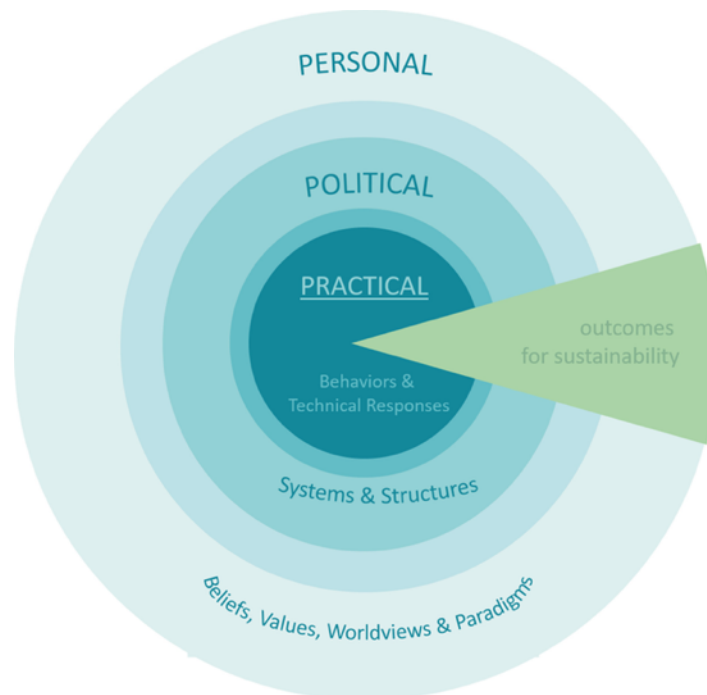 PERSONAL
POLITICAL
PRACTICAL
outcomes
for sustainability
Behaviors &
Technical Responses
Systems & Structures
Beliefs, Values, Worldviews & Paradigms